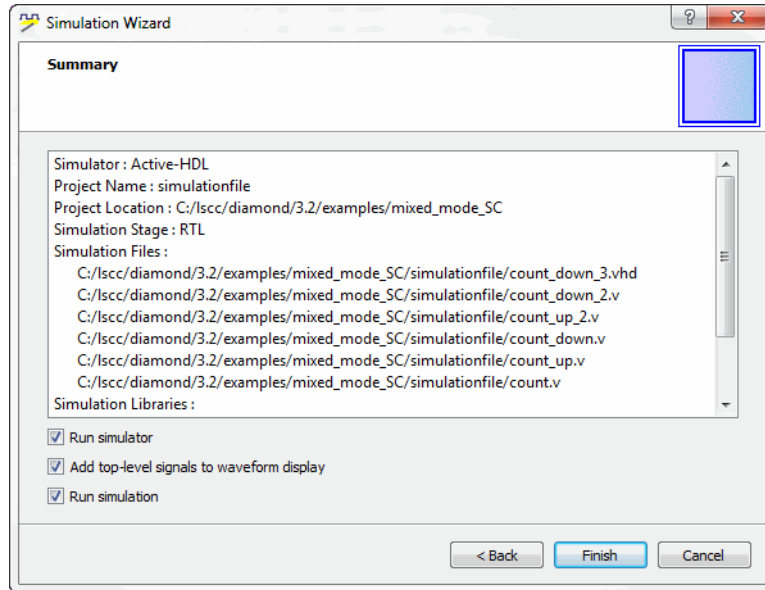 Simulation Wizard
Summary
Simulator : Active-HDL
Project Name : simulationfile
Project Location : C:/lscc/diamond/3.2/examples/mixed_mode_SC
Simulation Stage : RTL
Simulation Files :
C:/lscc/diamond/3.2/examples/mixed_mode_SC/simulationfile/count_down_3.vhd
C:/lscc/diamond/3.2/examples/mixed_mode_SC/simulationfile/count_down_2.v
C:/lscc/diamond/3.2/examples/mixed_mode_SC/simulationfile/count_up_2.v
C:/lscc/diamond/3.2/examples/mixed_mode_SC/simulationfile/count_down.v
C:/lscc/diamond/3.2/examples/mixed_mode_SC/simulationfile/count_up.v
C:/lscc/diamond/3.2/examples/mixed_mode_SC/simulationfile/count.v
Simulation Libraries :
Run simulator
Add top-level signals to waveform display
Run simulation
< Back Finish Cancel